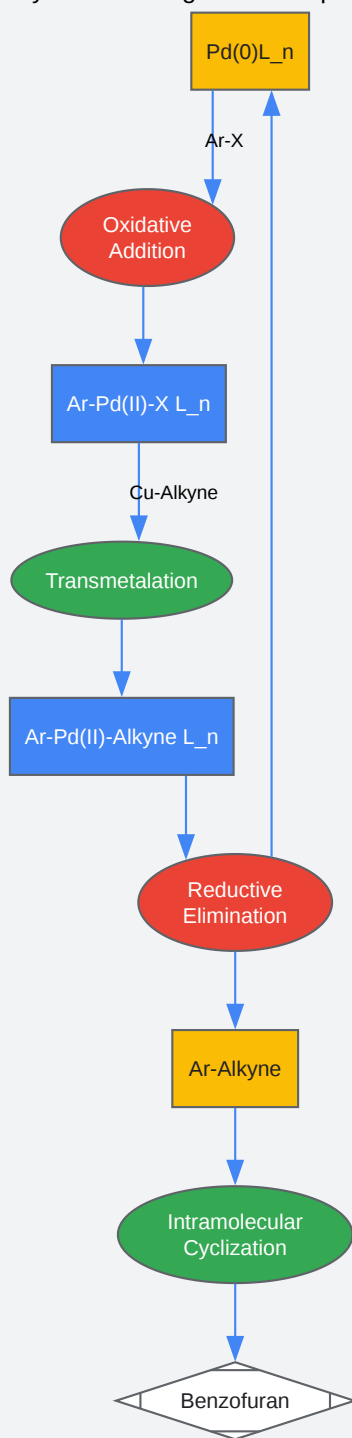 Pd(0)L_n
Ar-X
Oxidative
Addition
Ar-Pd(II)-X L_n
Cu-Alkyne
Transmetalation
Ar-Pd(II)-Alkyne L_n
Reductive
Elimination
Ar-Alkyne
Intramolecular
Cyclization
Benzofuran